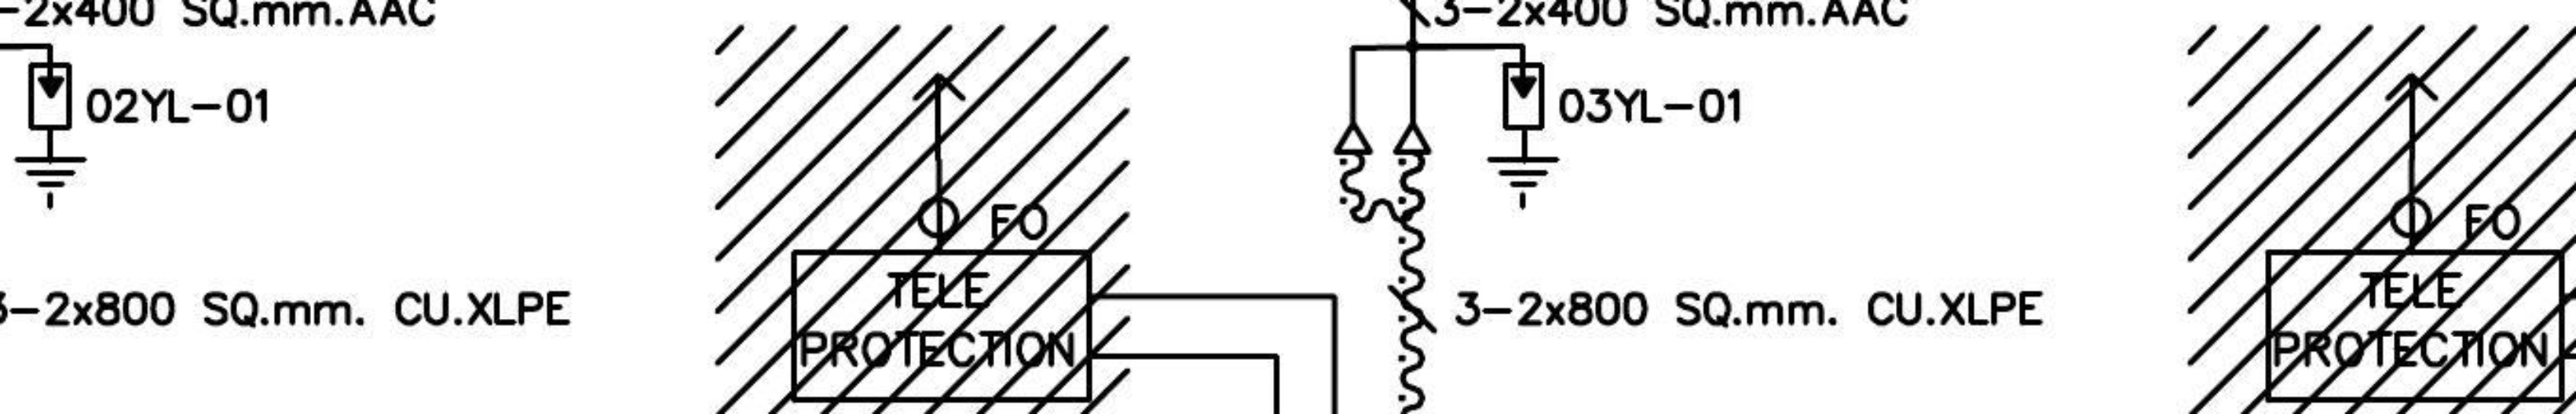 -2x400 SQ.mm.AAC
3-2x400 SQ.mm.AAC
02YL-01
03YL-01
FO
FO
TELE
PROTECTION
TELE
PROTECTION
3-2x800 SQ.mm. CU.XLPE
3-2x800 SQ.mm. CU.XLPE